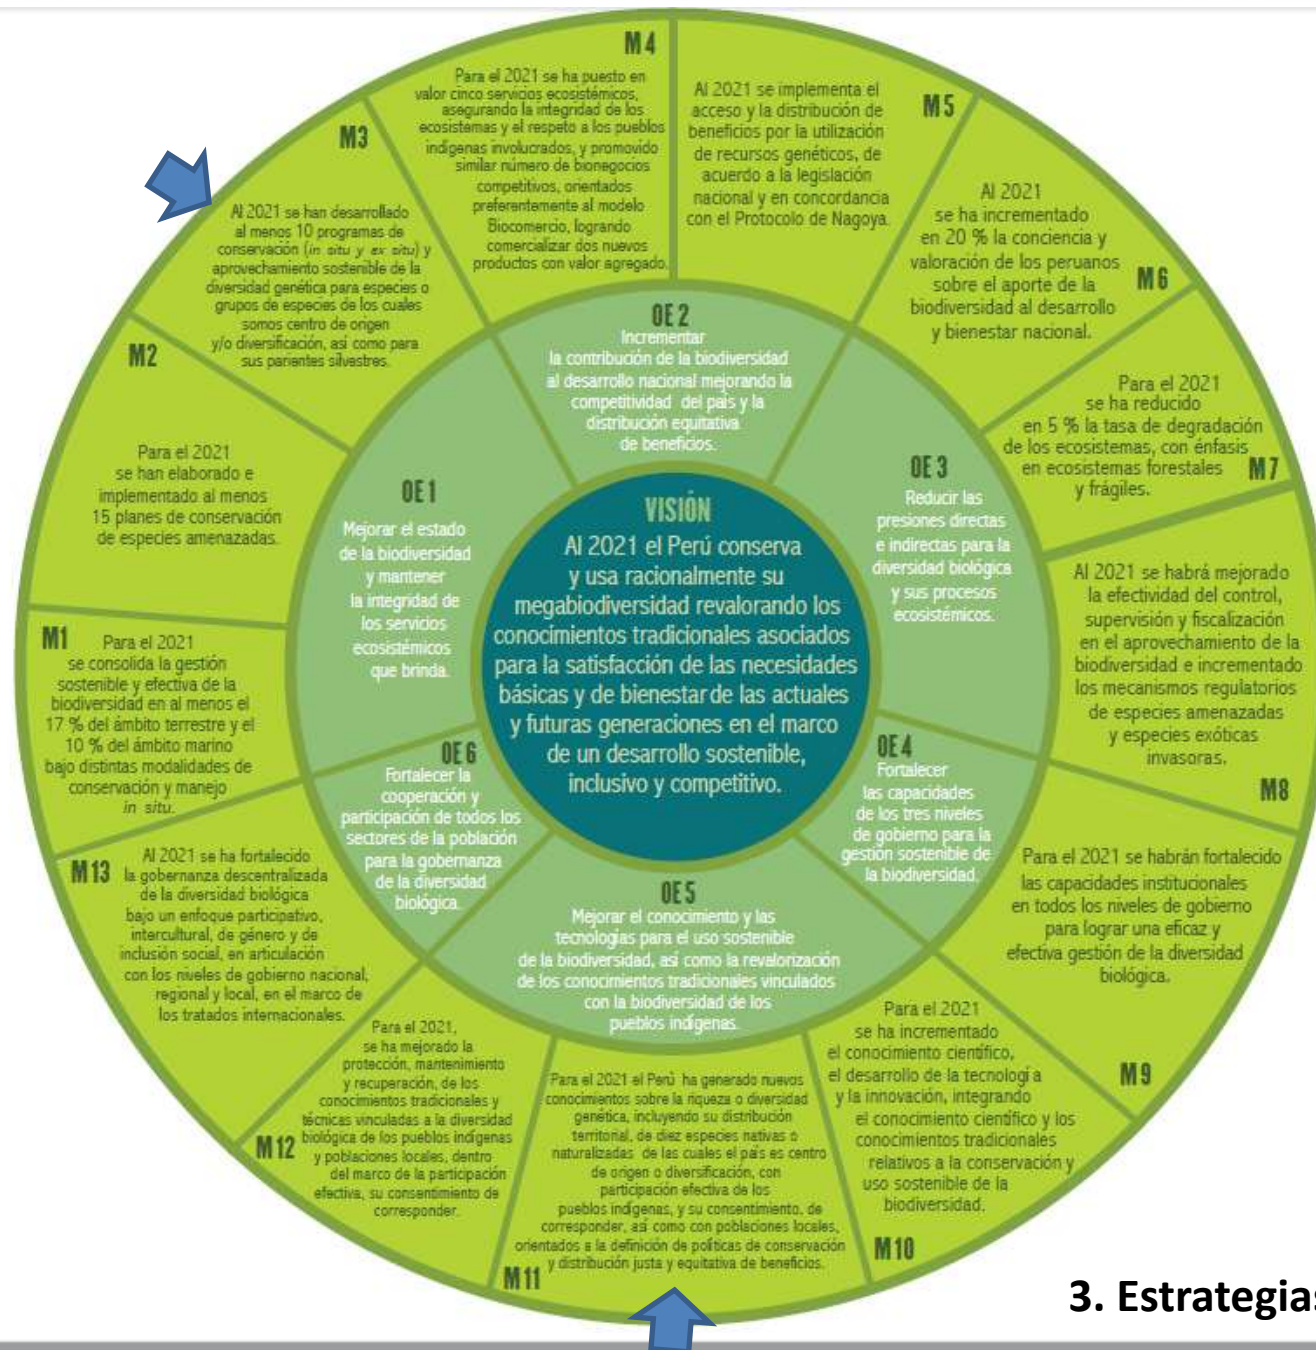 VISIÓN
Al 2021 el Perú conserva
y usa racionalmente su
megabiodiversidad revalorando los
conocimientos tradicionales asociados
para la satisfacción de las necesidades
básicas y de bienestar de las actuales
y futuras generaciones en el marco
de un desarrollo sostenible,
inclusivo y competitivo.
OE 1
Mejorar el estado
de la biodiversidad
y mantener
la integridad de
los servicios
ecosistémicos
que brinda.
OE 2
Incrementar
la contribución de la biodiversidad
al desarrollo nacional mejorando la
competitividad del país y la
distribución equitativa
de beneficios.
OE 3
Reducir las
presiones directas
e indirectas para la
diversidad biológica
y sus procesos
ecosistémicos.
OE 4
Fortalecer
las capacidades
de los tres niveles
de gobierno para la
gestión sostenible de
la biodiversidad.
OE 5
Mejorar el conocimiento y las
tecnologías para el uso sostenible
de la biodiversidad, así como la revalorización
de los conocimientos tradicionales vinculados
con la biodiversidad de los
pueblos indígenas.
OE 6
Fortalecer la
cooperación y
participación de todos los
sectores de la población
para la gobernanza
de la diversidad
biológica.
M1
Para el 2021
se consolida la gestión
sostenible y efectiva de la
biodiversidad en al menos el
17 % del ámbito terrestre y el
10 % del ámbito marino
bajo distintas modalidades de
conservación y manejo
in situ.
M2
Para el 2021
se han elaborado e
implementado al menos
15 planes de conservación
de especies amenazadas.
M3
Al 2021 se han desarrollado
al menos 10 programas de
conservación (in situ y ex situ) y
aprovechamiento sostenible de la
diversidad genética para especies o
grupos de especies de los cuales
somos centro de origen
y/o diversificación, así como para
sus parientes silvestres.
M4
Para el 2021 se ha puesto en
valor cinco servicios ecosistémicos,
asegurando la integridad de los
ecosistemas y el respeto a los pueblos
indígenas involucrados, y promovido
similar número de bionegocios
competitivos, orientados
preferentemente al modelo
Biocomercio, logrando
comercializar dos nuevos
productos con valor agregado.
M5
Al 2021 se implementa el
acceso y la distribución de
beneficios por la utilización
de recursos genéticos, de
acuerdo a la legislación
nacional y en concordancia
con el Protocolo de Nagoya.
M6
Al 2021
se ha incrementado
en 20 % la conciencia y
valoración de los peruanos
sobre el aporte de la
biodiversidad al desarrollo
y bienestar nacional.
M7
Para el 2021
se ha reducido
en 5 % la tasa de degradación
de los ecosistemas, con énfasis
en ecosistemas forestales
y frágiles.
M8
Al 2021 se habrá mejorado
la efectividad del control,
supervisión y fiscalización
en el aprovechamiento de la
biodiversidad e incrementado
los mecanismos regulatorios
de especies amenazadas
y especies exóticas
invasoras.
M9
Para el 2021 se habrán fortalecido
las capacidades institucionales
en todos los niveles de gobierno
para lograr una eficaz y
efectiva gestión de la diversidad
biológica.
M10
Para el 2021
se ha incrementado
el conocimiento científico,
el desarrollo de la tecnología
y la innovación, integrando
el conocimiento científico y los
conocimientos tradicionales
relativos a la conservación y
uso sostenible de la
biodiversidad.
M11
Para el 2021 el Perú ha generado nuevos
conocimientos sobre la riqueza o diversidad
genética, incluyendo su distribución
territorial, de diez especies nativas o
naturalizadas de las cuales el país es centro
de origen o diversificación, con
participación efectiva de los
pueblos indígenas, y su consentimiento, de
corresponder, así como con poblaciones locales,
orientados a la definición de políticas de conservación
y distribución justa y equitativa de beneficios.
M12
Para el 2021,
se ha mejorado la
protección, mantenimiento
y recuperación, de los
conocimientos tradicionales y
técnicas vinculadas a la diversidad
biológica de los pueblos indígenas
y poblaciones locales, dentro
del marco de la participación
efectiva, su consentimiento de
corresponder.
M13
Al 2021 se ha fortalecido
la gobernanza descentralizada
de la diversidad biológica
bajo un enfoque participativo,
intercultural, de género y de
inclusión social, en articulación
con los niveles de gobierno nacional,
regional y local, en el marco de
los tratados internacionales.
3. Estrategias